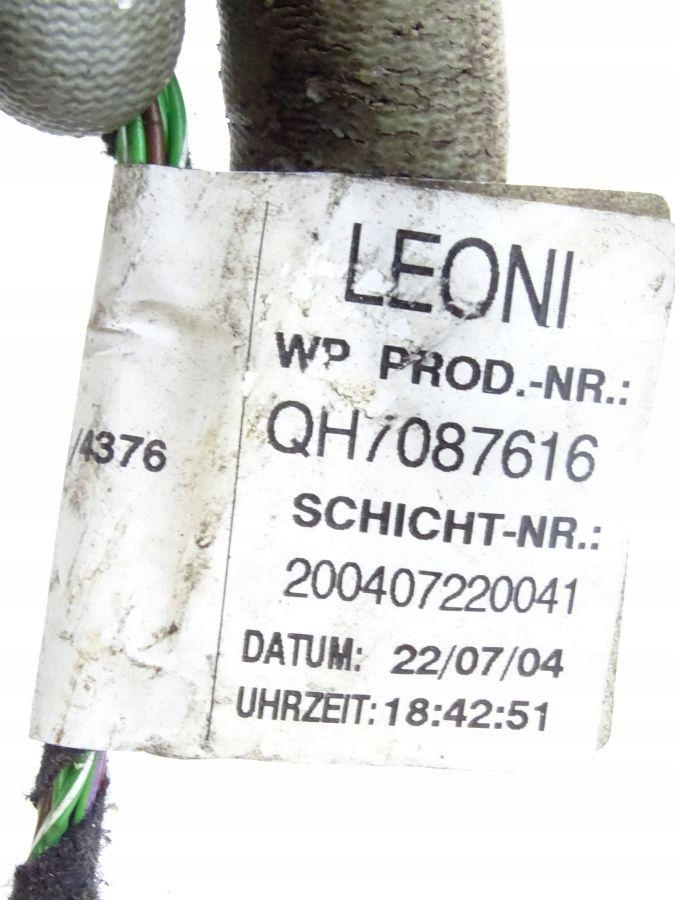 LEONI
WP PROD.-NR.:
QH7087616
/4376
SCHICHT-NR.:
200407220041
DATUM: 22/07/04
UHRZEIT: 18:42:51